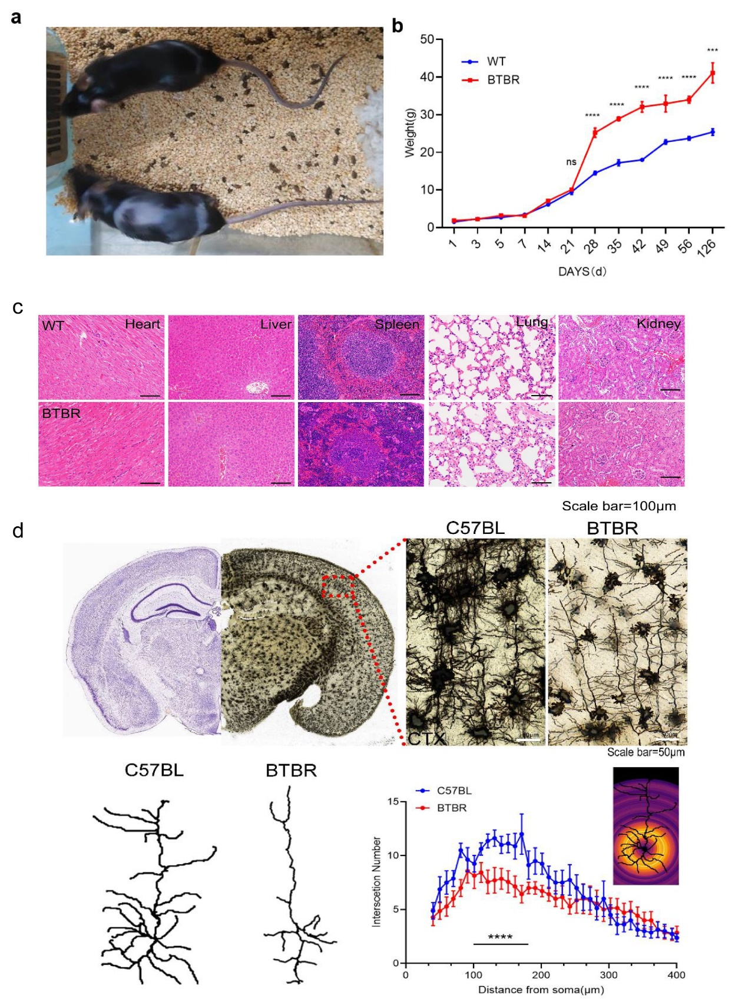 a
b
50
40
30
20
10
0
Weight(g)
WT
BTBR
ns
****
****
****
****
****
***
1
3
5
7
14
21
28
35
42
49
56
126
DAYS(d)
c
WT
Heart
Liver
Spleen
Lung
Kidney
BTBR
Scale bar=100μm
d
C57BL
BTBR
CTX
50μm
50μm
Scale bar=50μm
C57BL
BTBR
C57BL
BTBR
15
10
5
0
Interscetion Number
****
0
100
200
300
400
Distance from soma(μm)